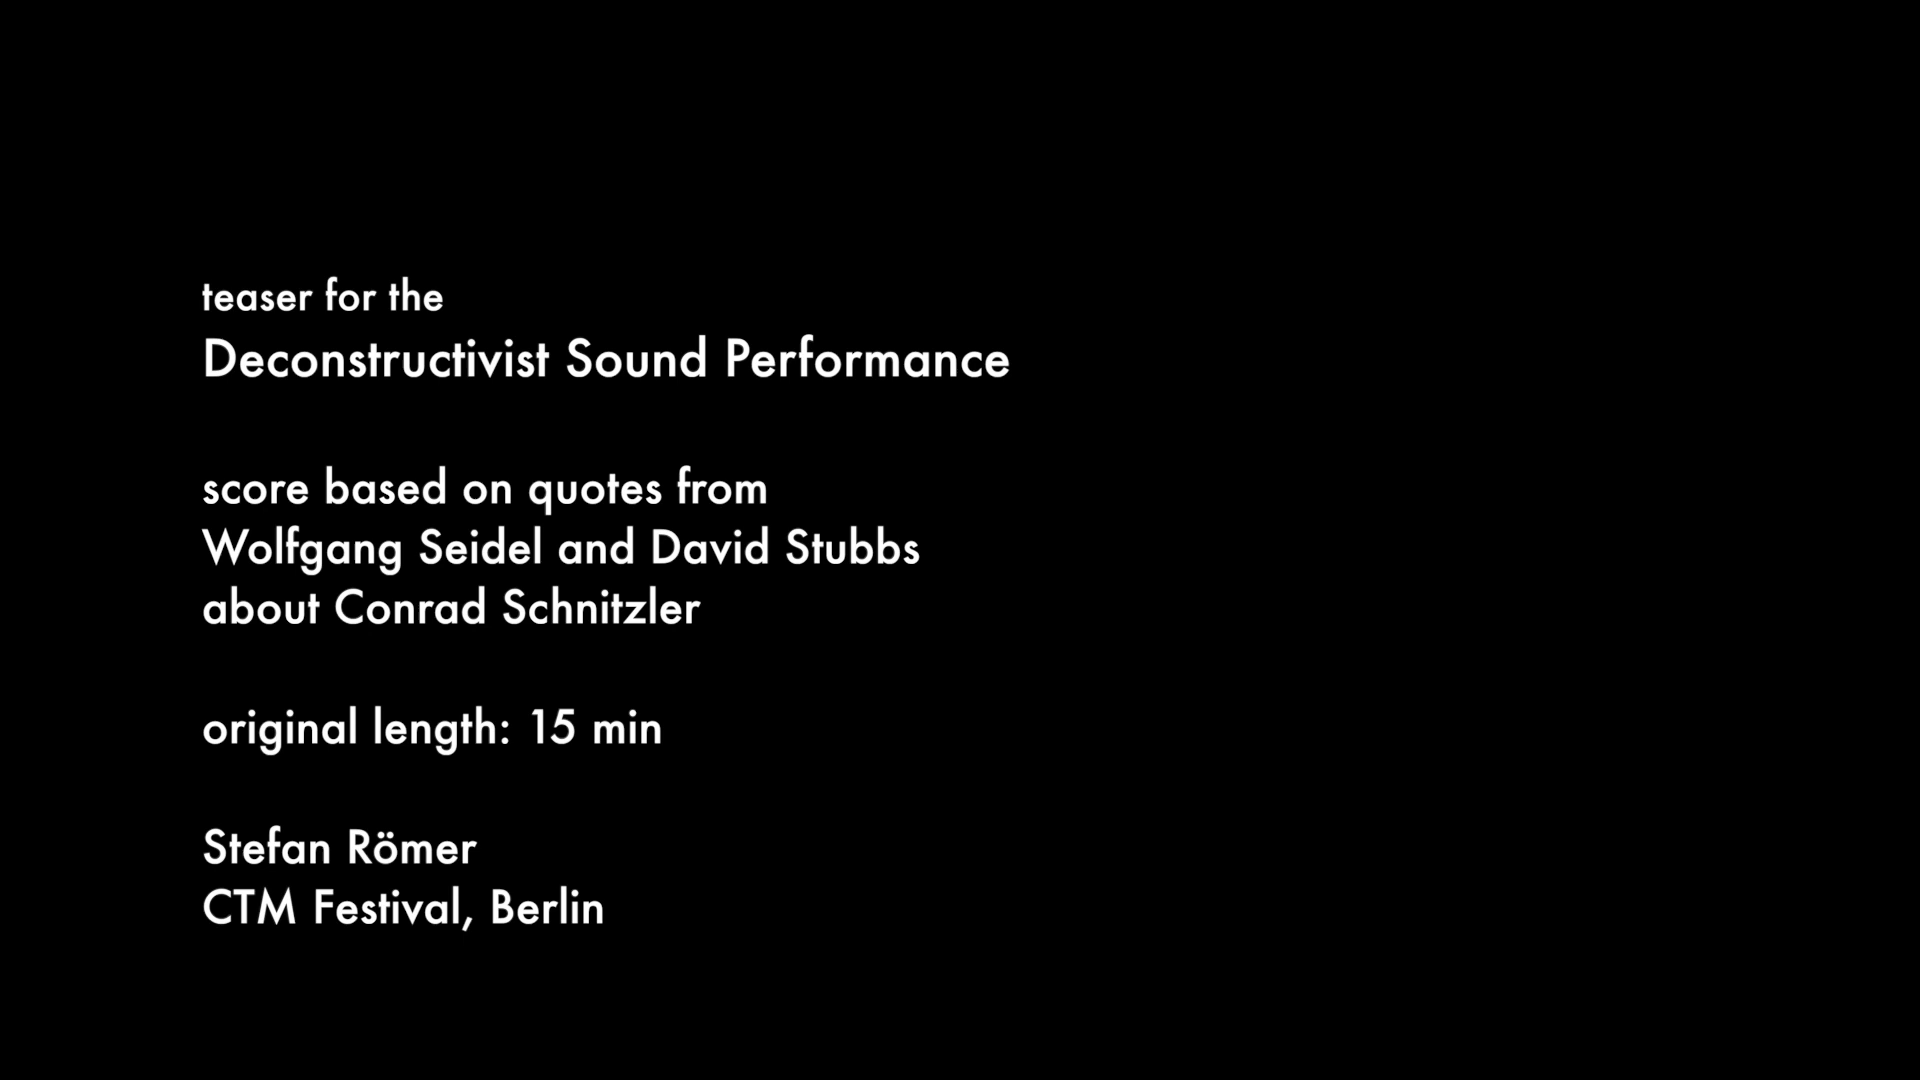 teaser for the
Deconstructivist Sound Performance
score based on quotes from
Wolfgang Seidel and David Stubbs
about Conrad Schnitzler
original length: 15 min
Stefan Römer
CTM Festival, Berlin